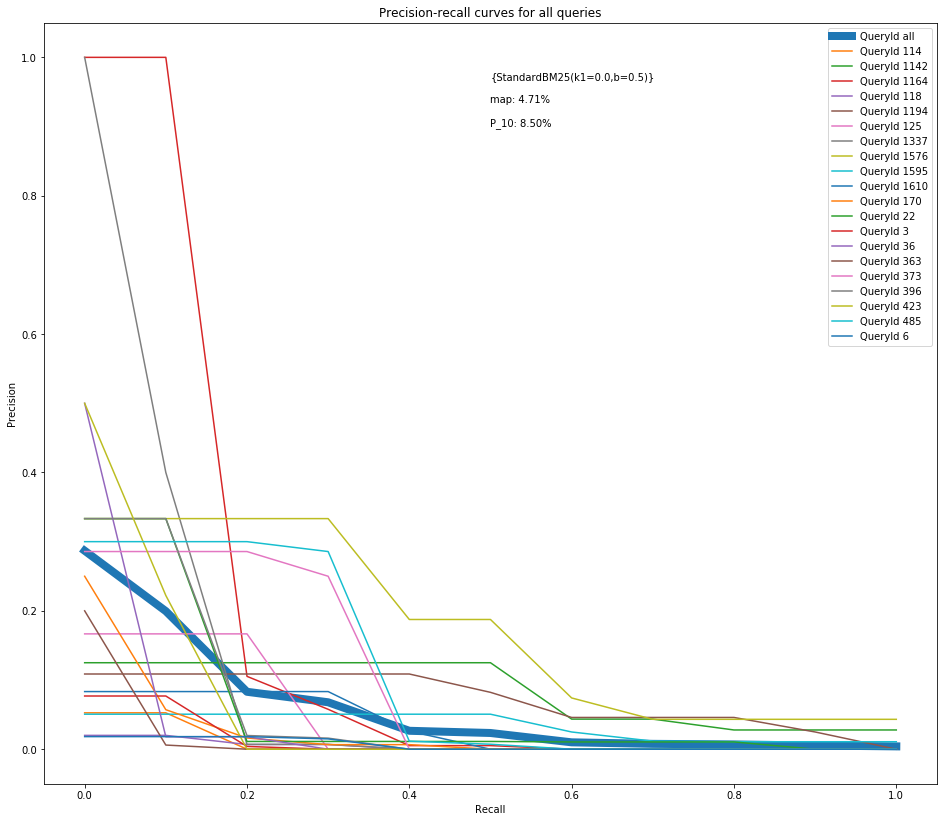 Precision-recall curves for all queries
{StandardBM25(k1=0.0,b=0.5)}
map: 4.71%
P_10: 8.50%
QueryId all
QueryId 114
QueryId 1142
QueryId 1164
QueryId 118
QueryId 1194
QueryId 125
QueryId 1337
QueryId 1576
QueryId 1595
QueryId 1610
QueryId 170
QueryId 22
QueryId 3
QueryId 36
QueryId 363
QueryId 373
QueryId 396
QueryId 423
QueryId 485
QueryId 6
Precision
1.0
0.8
0.6
0.4
0.2
0.0
0.0
0.2
0.4
0.6
0.8
1.0
Recall